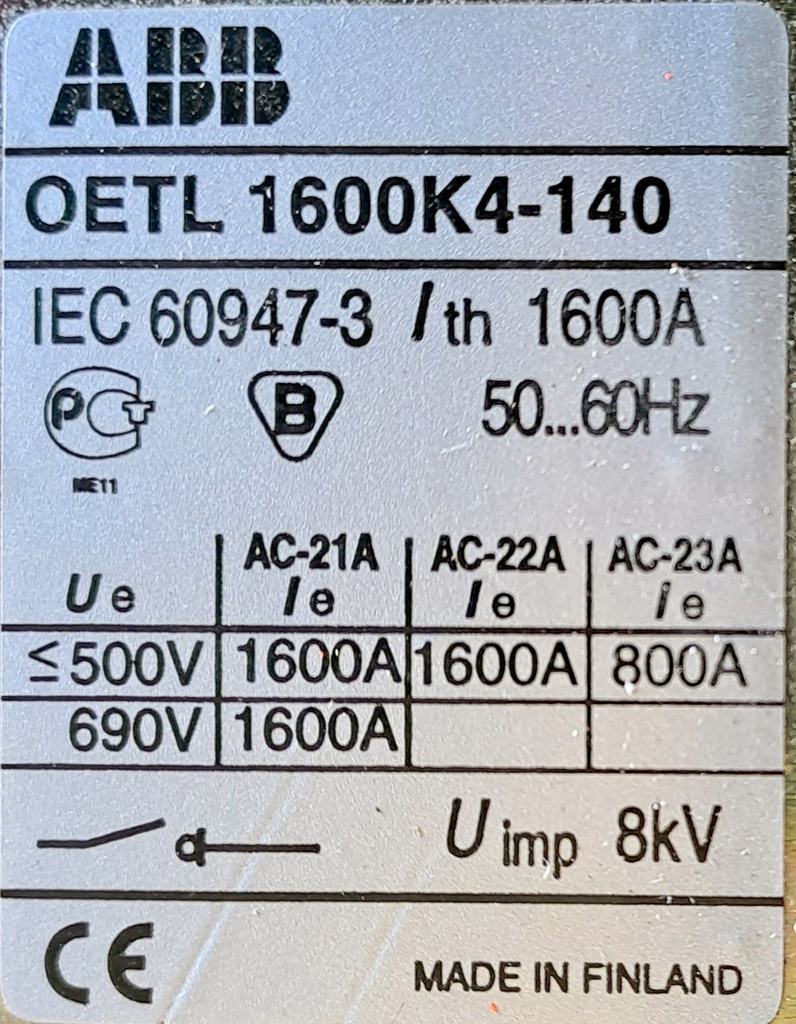 ABB
OETL 1600K4-140
IEC 60947-3 Ith 1600A
PCT B 50...60Hz
ME11
AC-21A AC-22A AC-23A
Ue Ie Ie Ie
≤500V 1600A 1600A 800A
690V 1600A
Uimp 8kV
CE MADE IN FINLAND